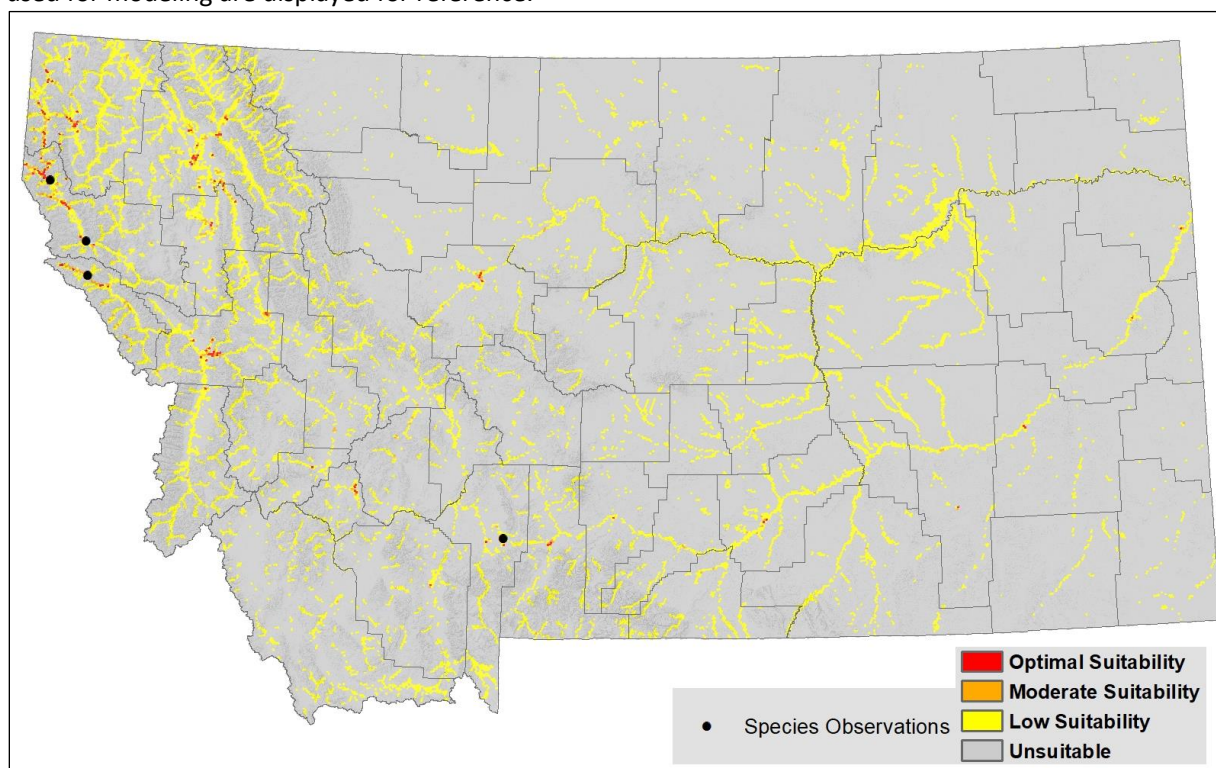 used for modeling are displayed for reference.
Species Observations
Optimal Suitability
Moderate Suitability
Low Suitability
Unsuitable